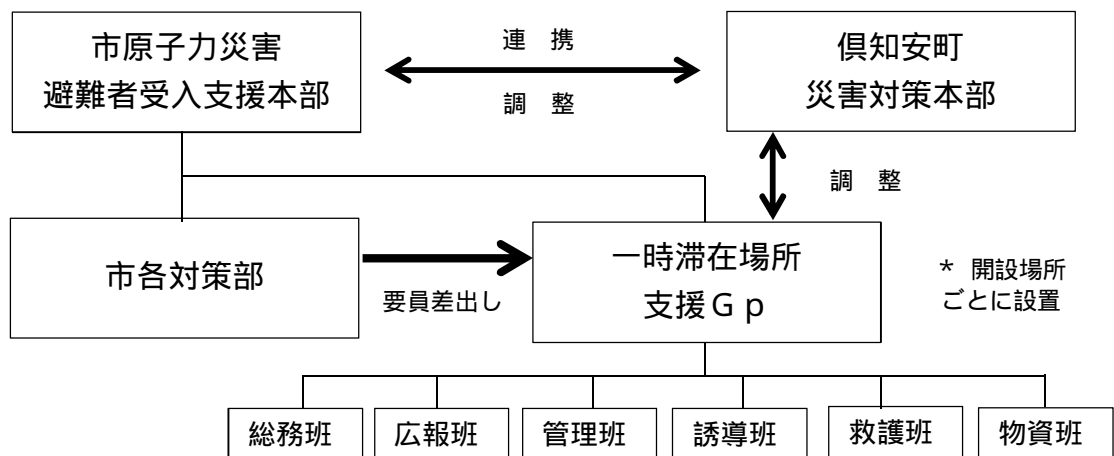 市原子力災害
避難者受入支援本部
連　携
調　整
倶知安町
災害対策本部
調　整
市各対策部
要員差出し
一時滞在場所
支援Ｇｐ
* 開設場所
ごとに設置
総務班
広報班
管理班
誘導班
救護班
物資班